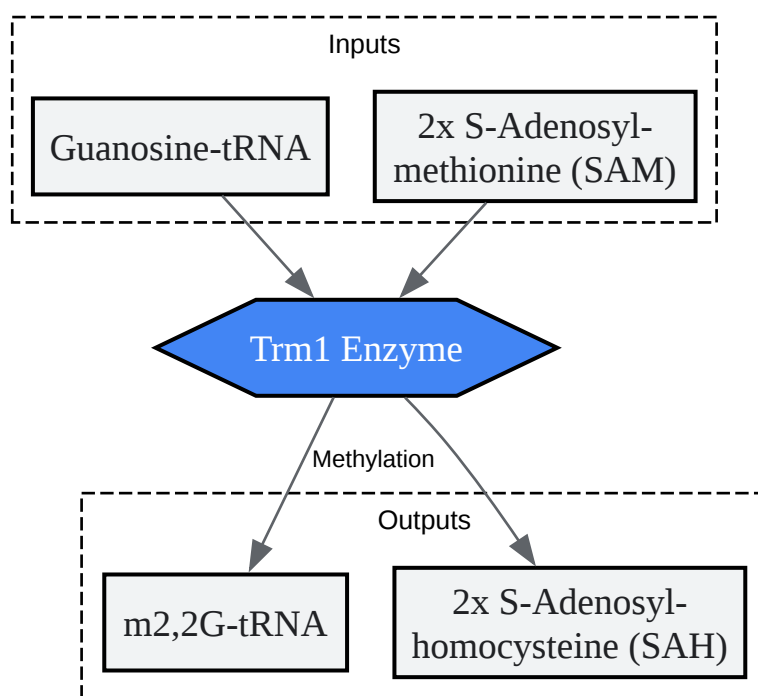 Inputs
Guanosine-tRNA
2x S-Adenosyl-
methionine (SAM)
Trm1 Enzyme
Methylation
Outputs
m2,2G-tRNA
2x S-Adenosyl-
homocysteine (SAH)